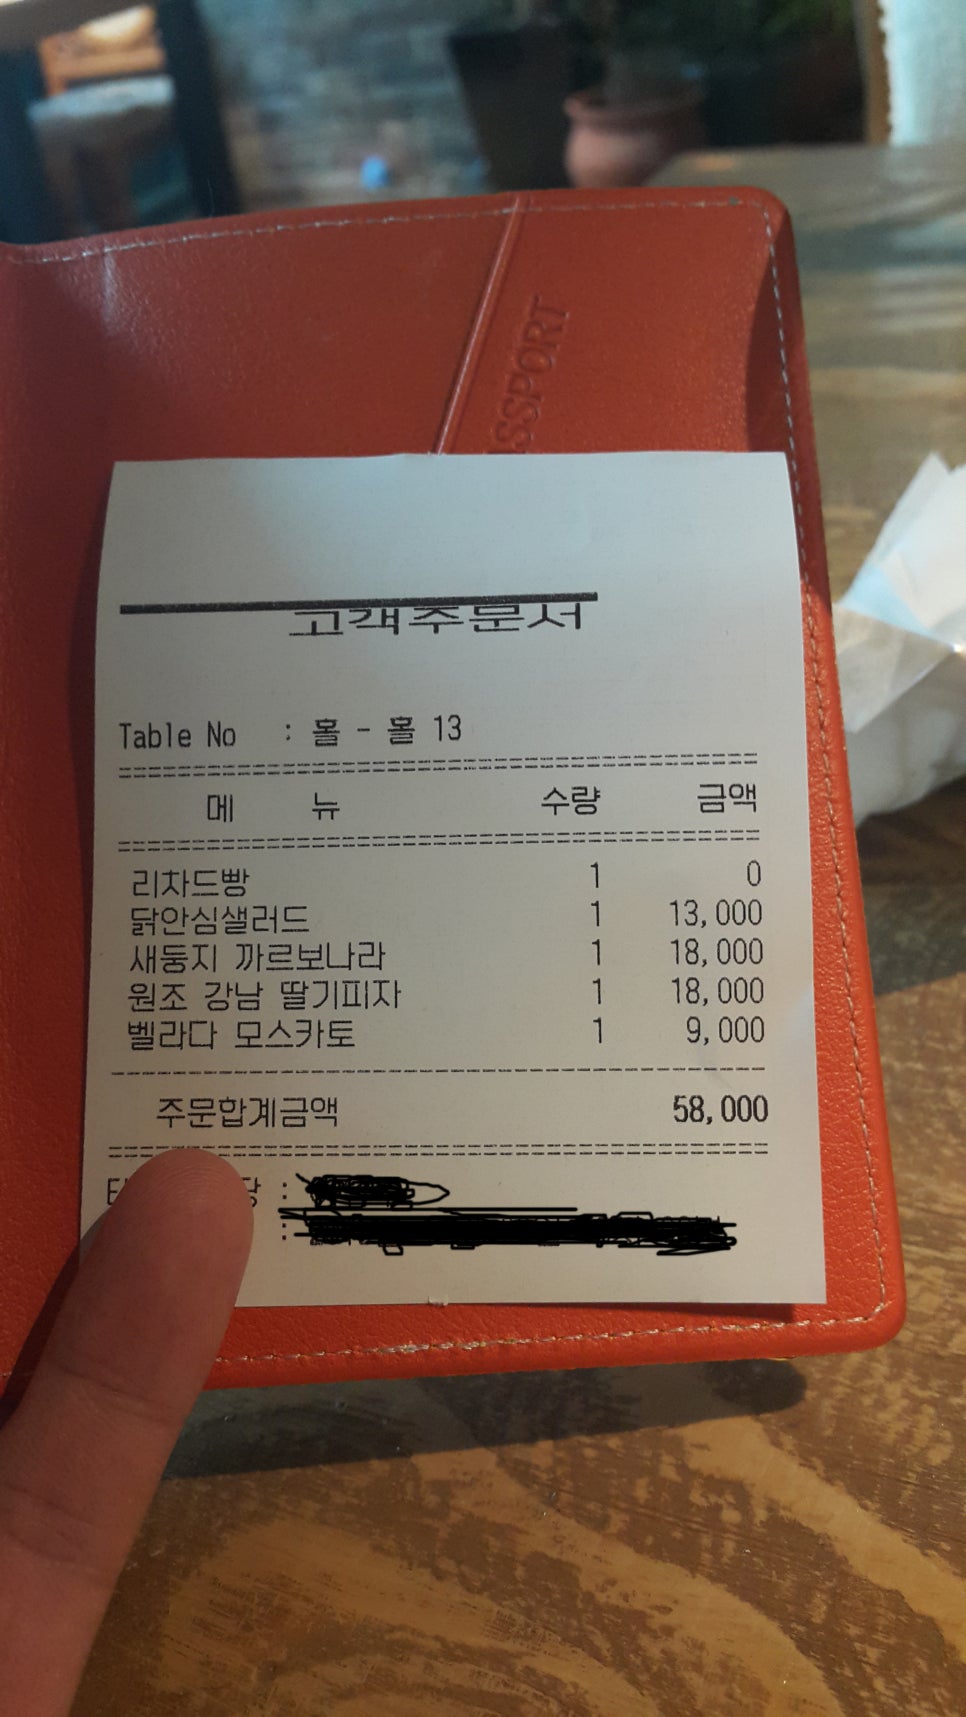 고객주문서
Table No : 홀 - 홀 13
메 뉴 수량 금액
리차드빵 1 0
닭안심샐러드 1 13,000
새둥지 까르보나라 1 18,000
원조 강남 딸기피자 1 18,000
벨라다 모스카토 1 9,000
주문합계금액 58,000
당 :
: